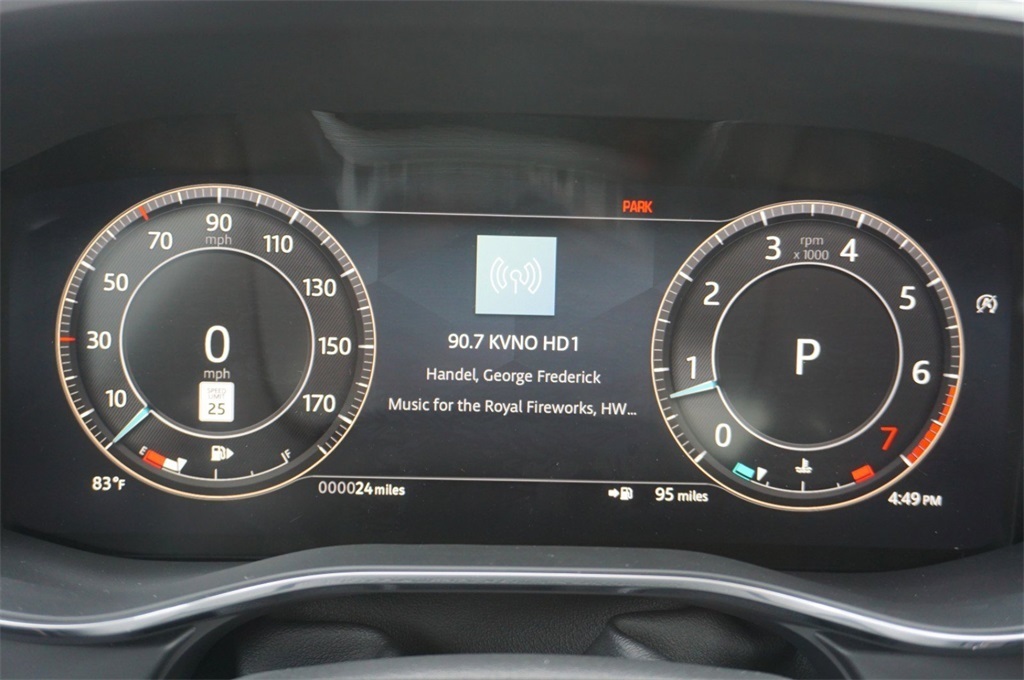 PARK
90
mph
70
110
50
130
30
150
10
170
0
mph
SPEED
LIMIT
25
E
F
90.7 KVNO HD1
Handel, George Frederick
Music for the Royal Fireworks, HW...
rpm
x 1000
3
4
2
5
1
6
0
7
P
83°F
000024 miles
95 miles
4:49 PM